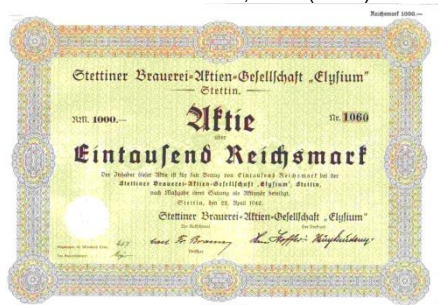 Reichsmark 1000.—
Stettiner Brauerei-Aktien-Gesellschaft „Elysium“
Stettin.
RM. 1000.—
Aktie
Nr. 1060
über
Eintausend Reichsmark
Der Inhaber dieser Aktie ist für den Betrag von Eintausend Reichsmark bei der
Stettiner Brauerei-Aktien-Gesellschaft „Elysium“, Stettin,
nach Maßgabe ihrer Satzung als Aktionär beteiligt.
Stettin, den April
Stettiner Brauerei-Aktien-Gesellschaft „Elysium“
Der Aufsichtsrat Der Vorstand